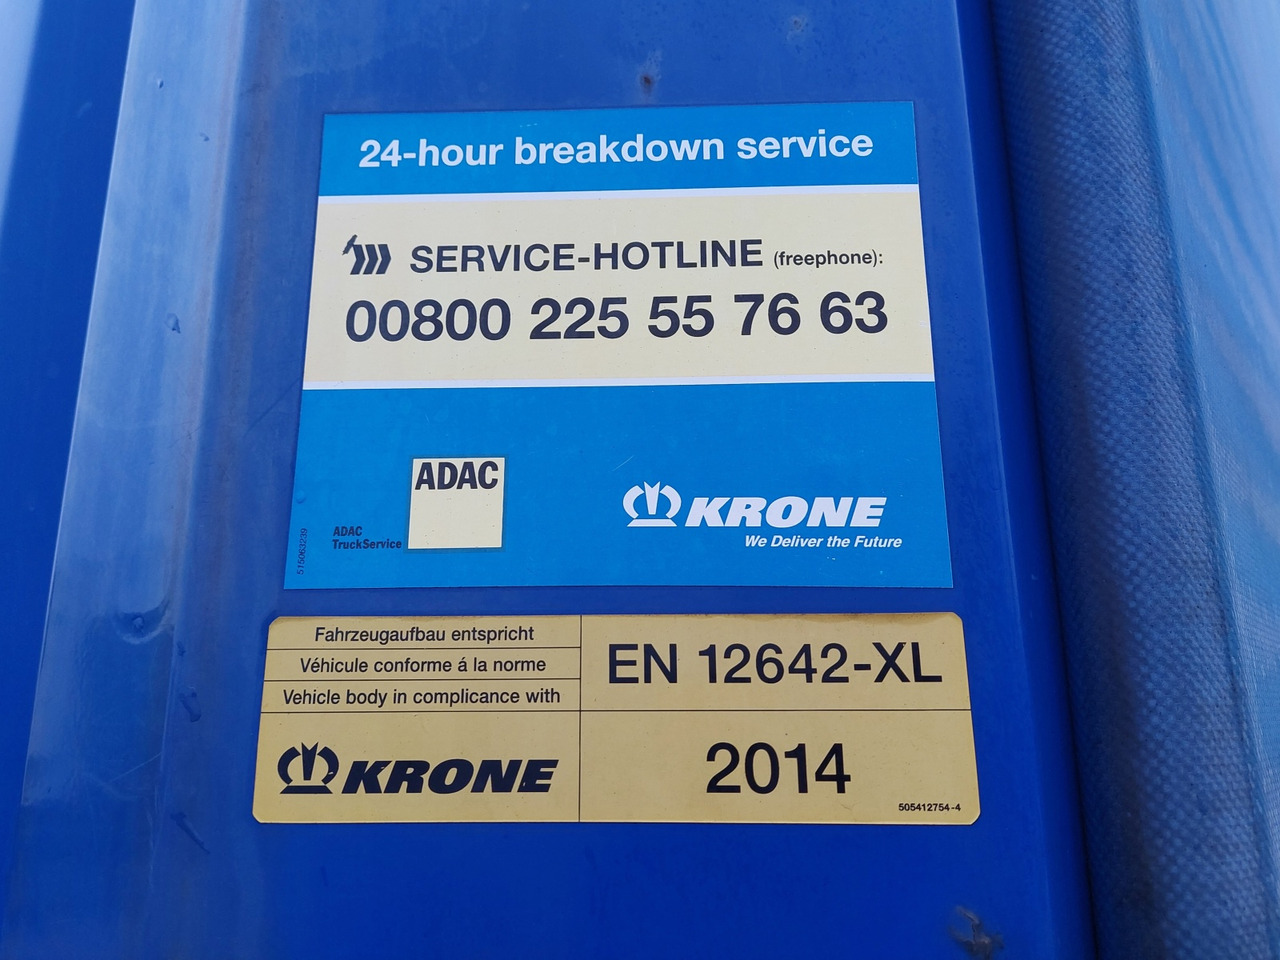 24-hour breakdown service
SERVICE-HOTLINE (freephone):
00800 225 55 76 63
ADAC
ADAC
TruckService
515063239
KRONE
We Deliver the Future
Fahrzeugaufbau entspricht
Véhicule conforme á la norme
Vehicle body in complicance with
EN 12642-XL
KRONE
2014
505412754-4